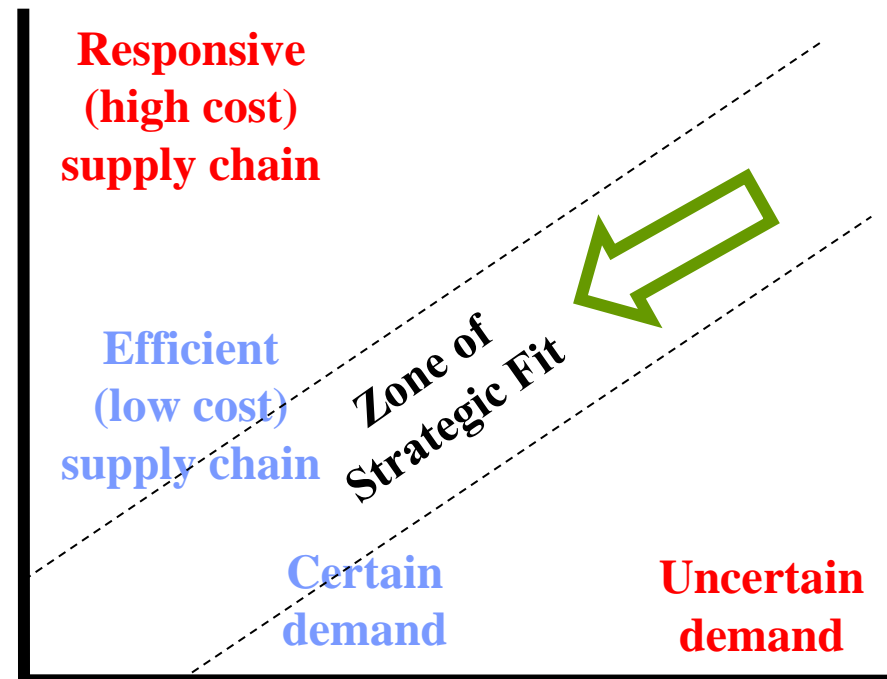 Responsive
(high cost)
supply chain
Efficient
(low cost)
supply chain
Zone of
Strategic Fit
Certain
demand
Uncertain
demand